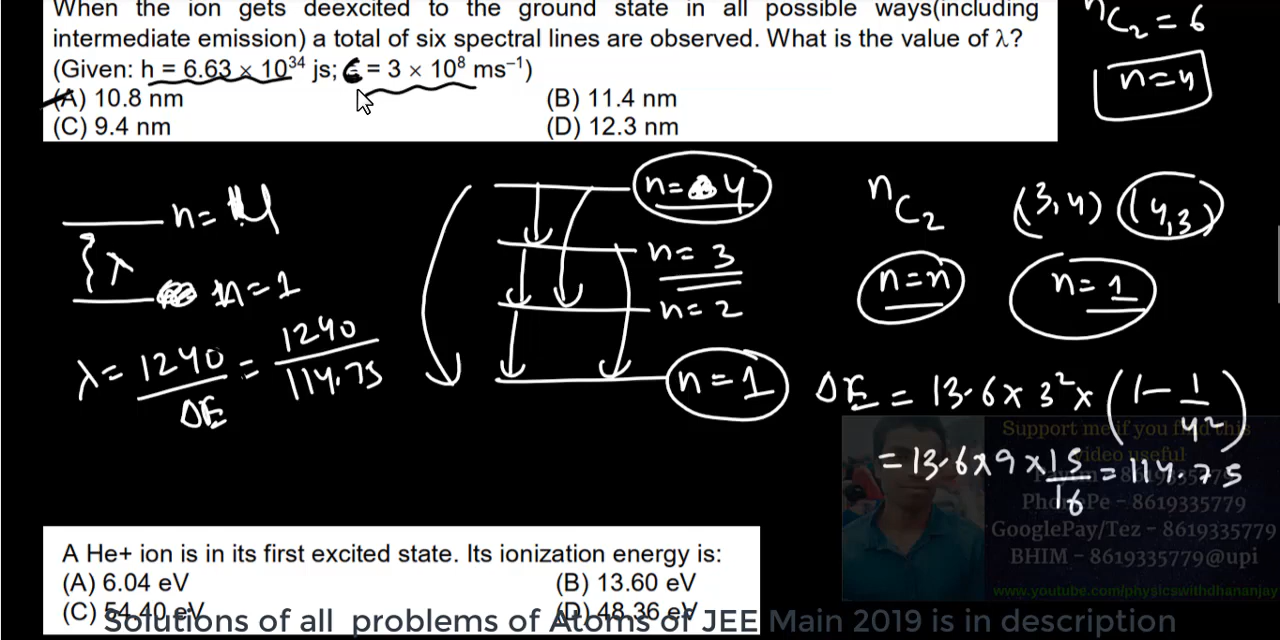 When the ion gets deexcited to the ground state in all possible ways(including
intermediate emission) a total of six spectral lines are observed. What is the value of λ?
(Given: h = 6.63 × 10³⁴ js; c = 3 × 10⁸ ms⁻¹)
(A) 10.8 nm (B) 11.4 nm
(C) 9.4 nm (D) 12.3 nm
ⁿC₂ = 6
n=4
n= 4
λ
n=1
λ = 1240/ΔE = 1240/114.75
n= 4
n= 3
n= 2
n = 1
ⁿC₂ (3,4) (4,3)
n=n n= 1
ΔE = 13.6 × 3² × (1 - 1/4²)
= 13.6 × 9 × 15/16 = 114.75
Support me if you find this
video useful
PhonePe - 8619335779
GooglePay/Tez - 8619335779
BHIM - 8619335779@upi
www.youtube.com/physicswithdhananjay
A He+ ion is in its first excited state. Its ionization energy is:
(A) 6.04 eV (B) 13.60 eV
(C) 54.40 eV (D) 48.36 eV
Solutions of all problems of Atoms of JEE Main 2019 is in description